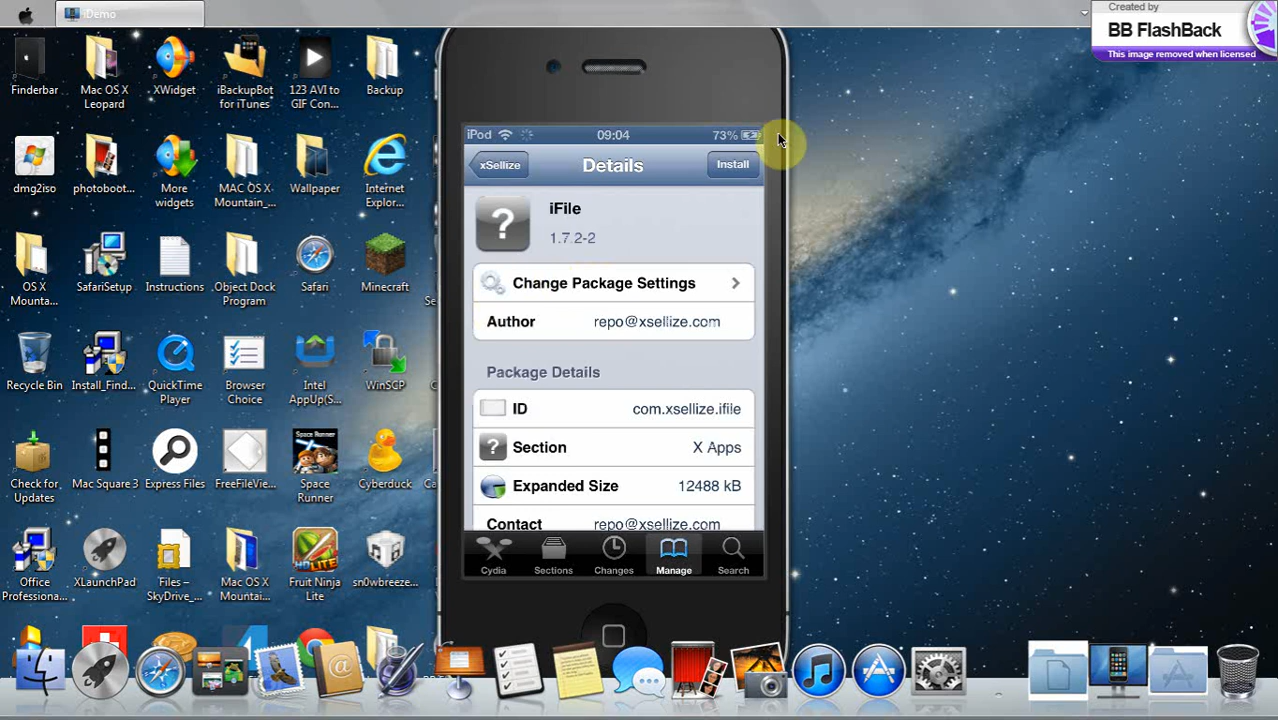 iDemo
Created by
BB FlashBack
This image removed when licensed
Finderbar
Mac OS X
Leopard
XWidget
iBackupBot
for iTunes
123 AVI to
GIF Con...
Backup
dmg2iso
photoboot...
More
widgets
MAC OS X
Mountain_...
Wallpaper
Internet
Explor...
OS X
Mounta...
SafariSetup
Instructions
Object Dock
Program
Safari
Minecraft
Recycle Bin
Install_Find...
QuickTime
Player
Browser
Choice
Intel
AppUp(S...
WinSCP
Check for
Updates
Mac Square 3
Express Files
FreeFileVie...
Space
Runner
Cyberduck
Office
Professiona...
XLaunchPad
Files –
SkyDrive_...
Mac OS X
Mountai...
Fruit Ninja
Lite
sn0wbreeze...
iPod
09:04
73%
xSellize
Details
Install
iFile
1.7.2-2
Change Package Settings
Author repo@xsellize.com
Package Details
ID com.xsellize.ifile
Section X Apps
Expanded Size 12488 kB
Contact repo@xsellize.com
Cydia
Sections
Changes
Manage
Search